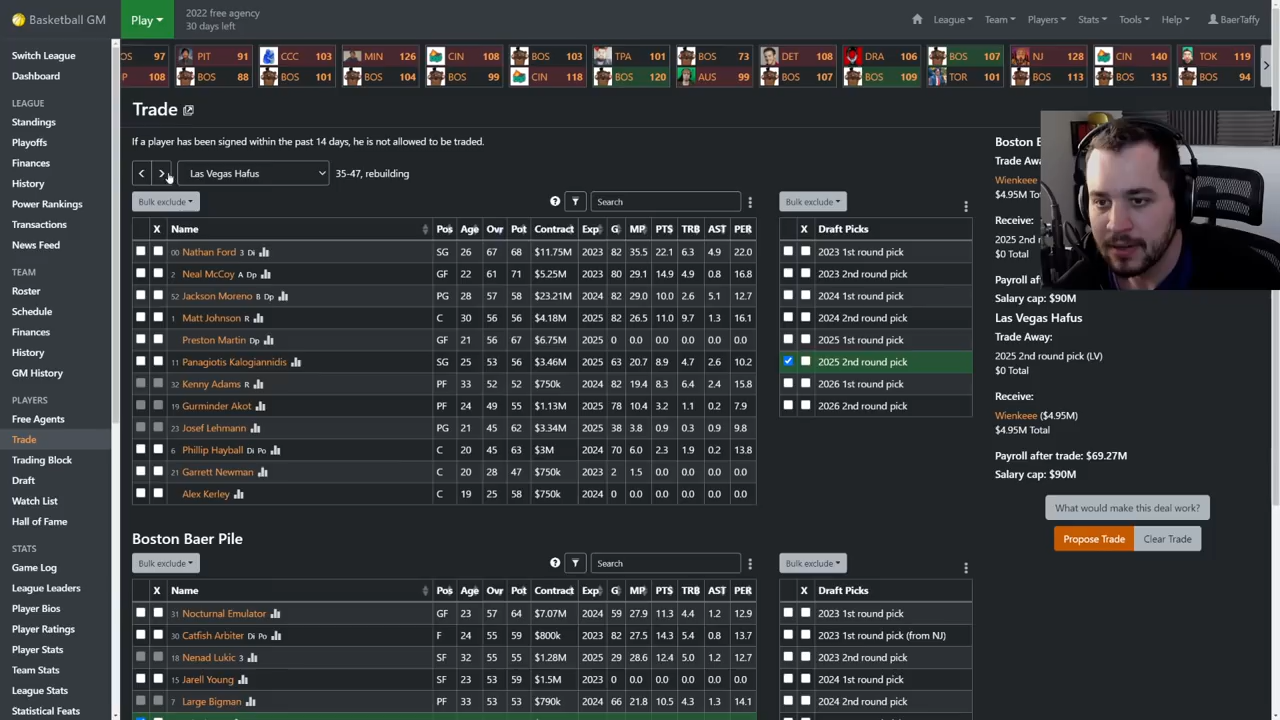 Basketball GM
Play
2022 free agency
30 days left
League
Team
Players
Stats
Tools
Help
BaerTaffy
OS 97
P 108
PIT 91
BOS 88
CCC 103
BOS 101
MIN 126
BOS 104
CIN 108
BOS 99
BOS 103
CIN 118
TPA 101
BOS 120
BOS 73
AUS 99
DET 108
BOS 107
DRA 106
BOS 109
BOS 107
TOR 101
NJ 128
BOS 113
CIN 140
BOS 135
TOK 119
BOS 94
Switch League
Dashboard
LEAGUE
Standings
Playoffs
Finances
History
Power Rankings
Transactions
News Feed
TEAM
Roster
Schedule
Finances
History
GM History
PLAYERS
Free Agents
Trade
Trading Block
Draft
Watch List
Hall of Fame
STATS
Game Log
League Leaders
Player Bios
Player Ratings
Player Stats
Team Stats
League Stats
Statistical Feats
Trade
If a player has been signed within the past 14 days, he is not allowed to be traded.
Las Vegas Hafus
35-47, rebuilding
Bulk exclude
Search
X Name Pos Age Ovr Pot Contract Exp G MP PTS TRB AST PER
00 Nathan Ford 3 Di SG 26 67 68 $11.75M 2023 82 35.5 22.1 6.3 4.9 22.0
2 Neal McCoy A Dp GF 22 61 71 $5.25M 2024 80 29.1 14.9 4.9 0.8 16.8
52 Jackson Moreno B Dp PG 28 57 58 $23.21M 2024 82 29.0 10.0 2.6 5.1 12.7
1 Matt Johnson R C 30 56 56 $4.18M 2025 82 26.5 11.0 9.7 1.3 16.1
Preston Martin Dp GF 21 56 67 $6.75M 2025 0 0.0 0.0 0.0 0.0 0.0
11 Panagiotis Kalogiannidis SG 25 53 56 $3.46M 2025 63 20.7 8.9 4.7 2.6 10.2
32 Kenny Adams R PF 33 52 52 $750k 2023 82 19.4 8.3 6.4 2.4 15.8
19 Gurminder Akot PF 24 49 55 $1.13M 2025 78 10.4 3.2 1.1 0.2 7.9
23 Josef Lehmann PG 21 45 62 $3.34M 2025 38 3.8 0.9 0.3 0.9 9.8
6 Phillip Hayball Di Po C 20 45 63 $3M 2024 70 6.0 2.3 1.9 0.2 13.8
21 Garrett Newman C 20 28 47 $750k 2023 2 1.5 0.0 0.0 0.0 0.0
Alex Kerley C 19 25 58 $750k 2024 0 0.0 0.0 0.0 0.0 0.0
Bulk exclude
X Draft Picks
2023 1st round pick
2023 2nd round pick
2024 1st round pick
2024 2nd round pick
2025 1st round pick
2025 2nd round pick
2026 1st round pick
2026 2nd round pick
Boston Baer Pile
Bulk exclude
Search
X Name Pos Age Ovr Pot Contract Exp G MP PTS TRB AST PER
31 Nocturnal Emulator GF 23 57 64 $7.07M 2024 59 27.9 11.3 4.4 1.2 12.9
30 Catfish Arbiter Di Po F 24 55 59 $800k 2023 82 27.5 14.3 5.4 0.8 13.7
18 Nenad Lukic 3 SF 32 55 55 $1.28M 2025 29 28.6 12.4 5.0 1.2 12.7
15 Jarell Young SF 23 53 59 $1.5M 2023 0 0.0 0.0 0.0 0.0 0.0
7 Large Bigman PF 33 53 53 $790k 2024 66 21.8 10.5 4.3 1.1 14.1
Bulk exclude
X Draft Picks
2023 1st round pick
2023 1st round pick (from NJ)
2023 2nd round pick
2024 1st round pick
2024 2nd round pick
Boston B
Trade Away:
Wienkeee
$4.95M Total
Receive:
2025 2nd round
$0 Total
Payroll after
Salary cap: $90M
Las Vegas Hafus
Trade Away:
2025 2nd round pick (LV)
$0 Total
Receive:
Wienkeee ($4.95M)
$4.95M Total
Payroll after trade: $69.27M
Salary cap: $90M
What would make this deal work?
Propose Trade
Clear Trade